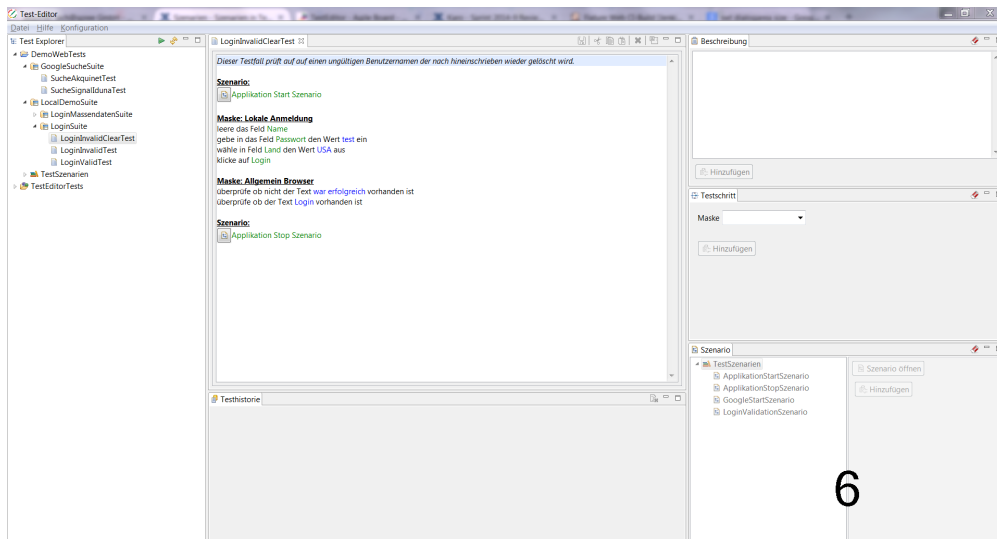 Test-Editor
Datei Hilfe Konfiguration
Test Explorer
DemoWebTests
GoogleSucheSuite
SucheAkquinetTest
SucheSignalIdunaTest
LocalDemoSuite
LoginMassendatenSuite
LoginSuite
LoginInvalidClearTest
LoginInvalidTest
LoginValidTest
TestSzenarien
TestEditorTests
LoginInvalidClearTest
Dieser Testfall prüft auf auf einen ungültigen Benutzernamen der nach hineinschrieben wieder gelöscht wird.
Szenario:
Applikation Start Szenario
Maske: Lokale Anmeldung
leere das Feld Name
gebe in das Feld Passwort den Wert test ein
wähle in Feld Land den Wert USA aus
klicke auf Login
Maske: Allgemein Browser
überprüfe ob nicht der Text war erfolgreich vorhanden ist
überprüfe ob der Text Login vorhanden ist
Szenario:
Applikation Stop Szenario
Testhistorie
Beschreibung
Hinzufügen
Testschritt
Maske
Hinzufügen
Szenario
TestSzenarien
ApplikationStartSzenario
ApplikationStopSzenario
GoogleStartSzenario
LoginValidationSzenario
Szenario öffnen
Hinzufügen
6